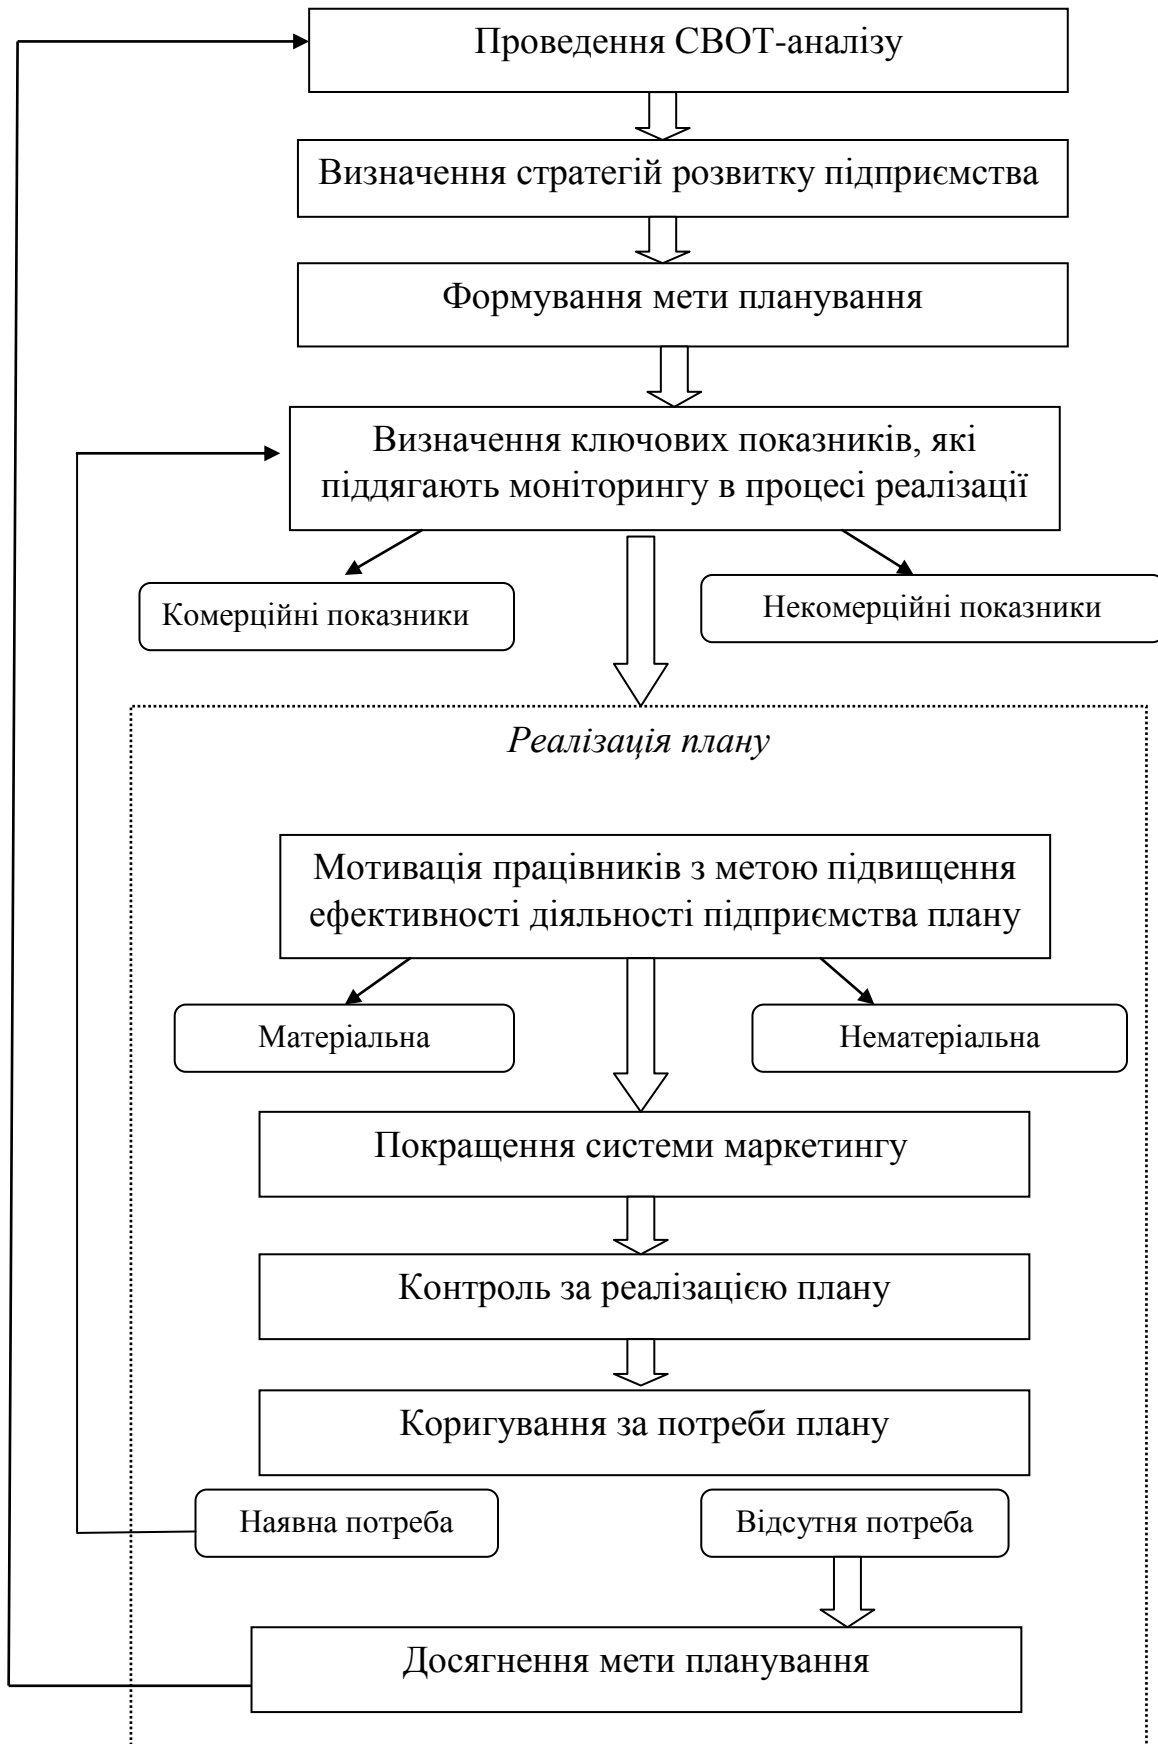 Проведення СВОТ-аналізу
Визначення стратегій розвитку підприємства
Формування мети планування
Визначення ключових показників, які
піддягають моніторингу в процесі реалізації
Комерційні показники
Некомерційні показники
Реалізація плану
Мотивація працівників з метою підвищення
ефективності діяльності підприємства плану
Матеріальна
Нематеріальна
Покращення системи маркетингу
Контроль за реалізацією плану
Коригування за потреби плану
Наявна потреба
Відсутня потреба
Досягнення мети планування